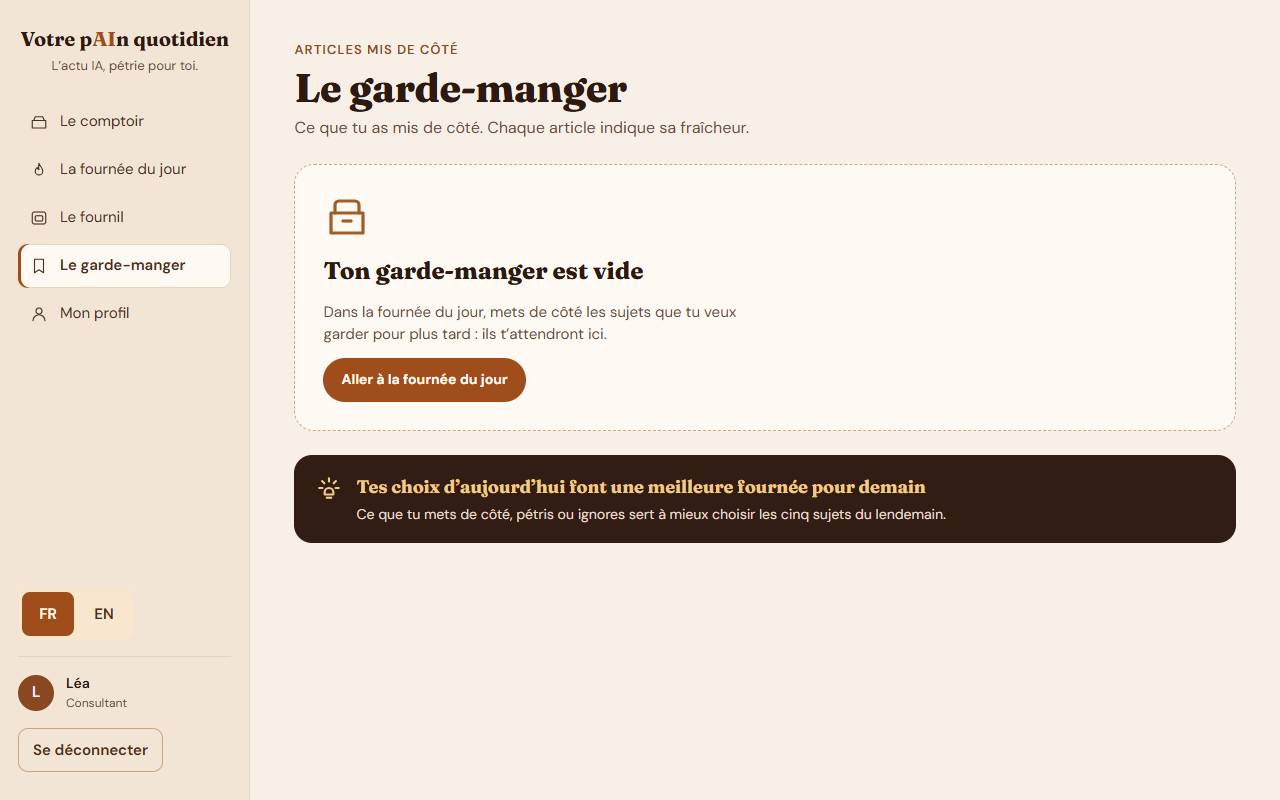 Votre pAIn quotidien
L’actu IA, pétrie pour toi.
Le comptoir
La fournée du jour
Le fournil
Le garde-manger
Mon profil
FR
EN
L
Léa
Consultant
Se déconnecter
ARTICLES MIS DE CÔTÉ
Le garde-manger
Ce que tu as mis de côté. Chaque article indique sa fraîcheur.
Ton garde-manger est vide
Dans la fournée du jour, mets de côté les sujets que tu veux
garder pour plus tard : ils t’attendront ici.
Aller à la fournée du jour
Tes choix d’aujourd’hui font une meilleure fournée pour demain
Ce que tu mets de côté, pétris ou ignores sert à mieux choisir les cinq sujets du lendemain.